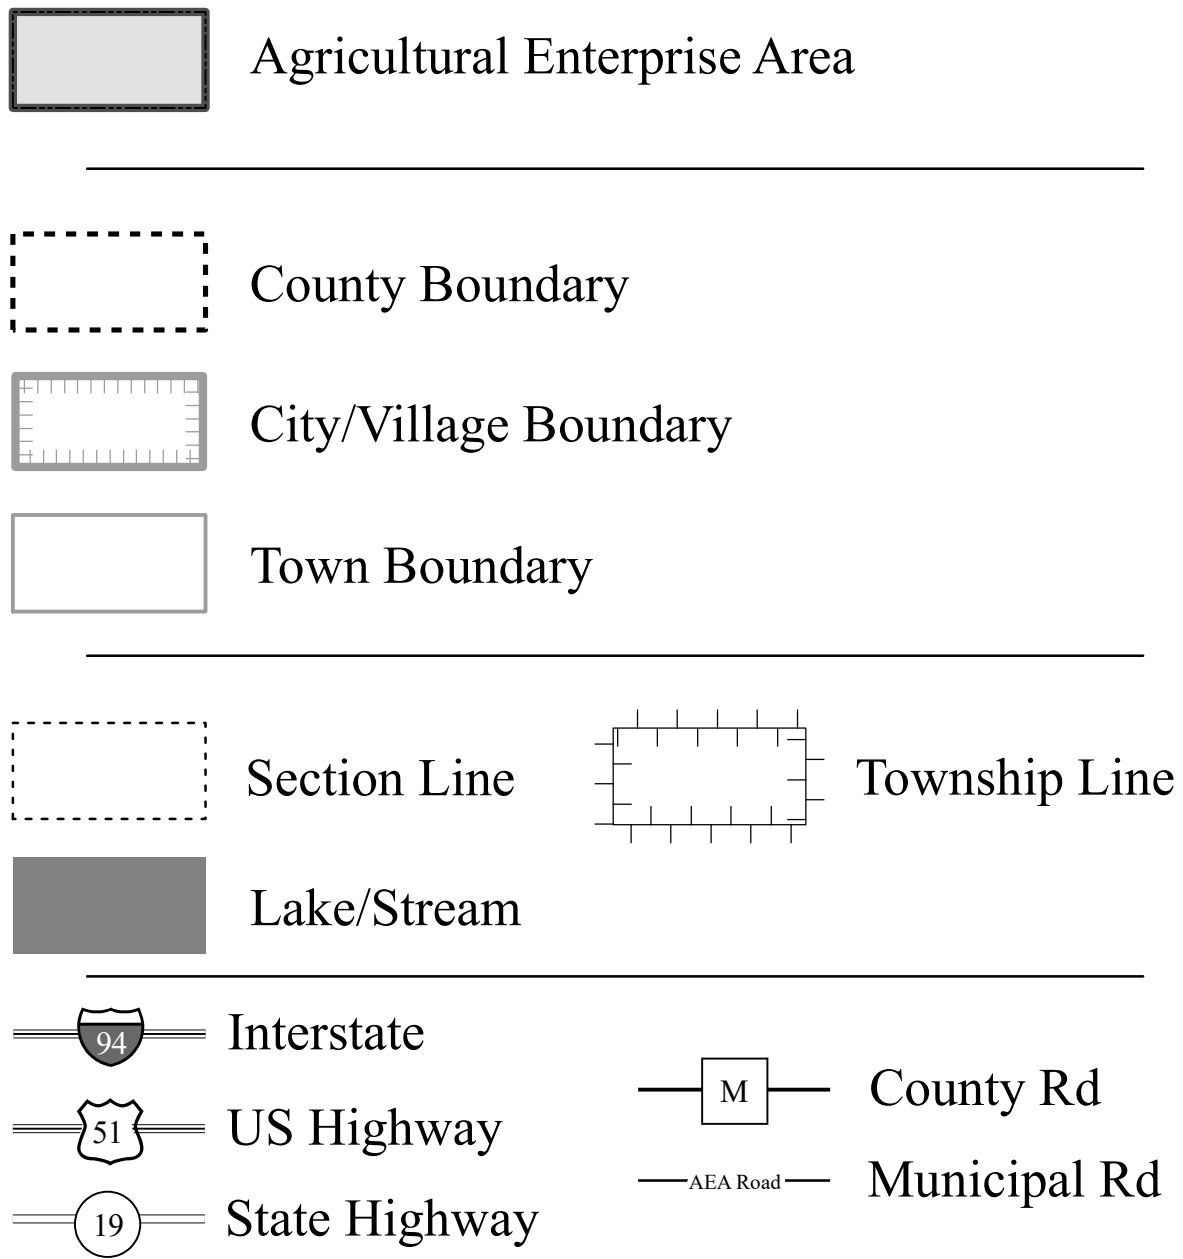 Agricultural Enterprise Area
County Boundary
City/Village Boundary
Town Boundary
Section Line
Township Line
Lake/Stream
94 Interstate
51 US Highway
19 State Highway
M County Rd
AEA Road Municipal Rd